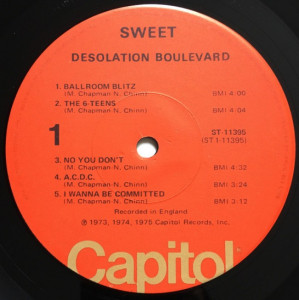 SWEET
DESOLATION BOULEVARD
1. BALLROOM BLITZ
(M. Chapman N. Chinn) BMI 4:00
2. THE 6-TEENS
(M. Chapman N. Chinn) BMI 4:04
1
ST-11395
(ST 1-11395)
3. NO YOU DON'T
(M. Chapman N. Chinn) BMI 4:32
4. A.C.D.C.
(M. Chapman N. Chinn) BMI 3:24
5. I WANNA BE COMMITTED
(M. Chapman N. Chinn) BMI 3:12
Recorded in England
℗ 1973, 1974, 1975 Capitol Records, Inc.
Capitol